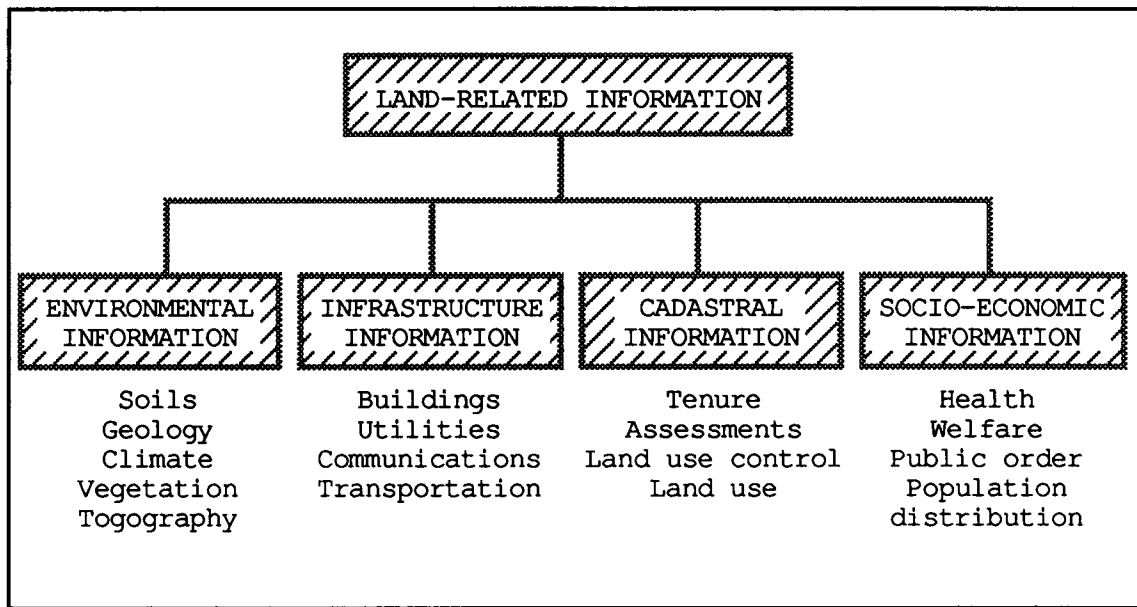 LAND-RELATED INFORMATION
ENVIRONMENTAL
INFORMATION
Soils
Geology
Climate
Vegetation
Togography
INFRASTRUCTURE
INFORMATION
Buildings
Utilities
Communications
Transportation
CADASTRAL
INFORMATION
Tenure
Assessments
Land use control
Land use
SOCIO-ECONOMIC
INFORMATION
Health
Welfare
Public order
Population
distribution